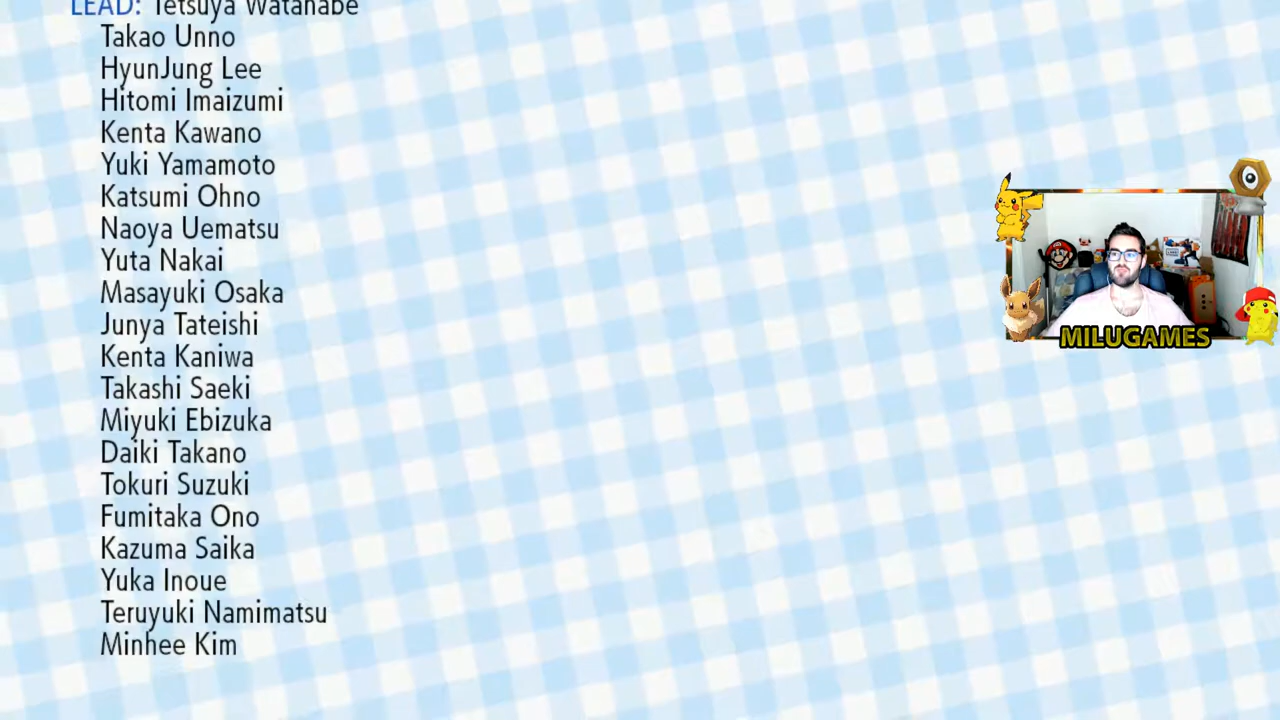 LEAD: Tetsuya Watanabe
Takao Unno
HyunJung Lee
Hitomi Imaizumi
Kenta Kawano
Yuki Yamamoto
Katsumi Ohno
Naoya Uematsu
Yuta Nakai
Masayuki Osaka
Junya Tateishi
Kenta Kaniwa
Takashi Saeki
Miyuki Ebizuka
Daiki Takano
Tokuri Suzuki
Fumitaka Ono
Kazuma Saika
Yuka Inoue
Teruyuki Namimatsu
Minhee Kim
MILUGAMES